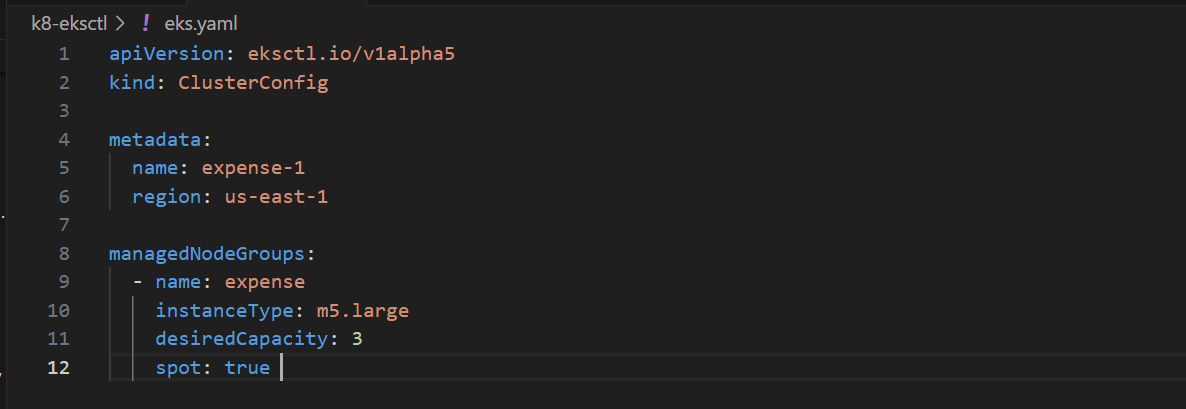 k8-eksctl > ! eks.yaml
1 apiVersion: eksctl.io/v1alpha5
2 kind: ClusterConfig
3
4 metadata:
5   name: expense-1
6   region: us-east-1
7
8 managedNodeGroups:
9   - name: expense
10     instanceType: m5.large
11     desiredCapacity: 3
12     spot: true